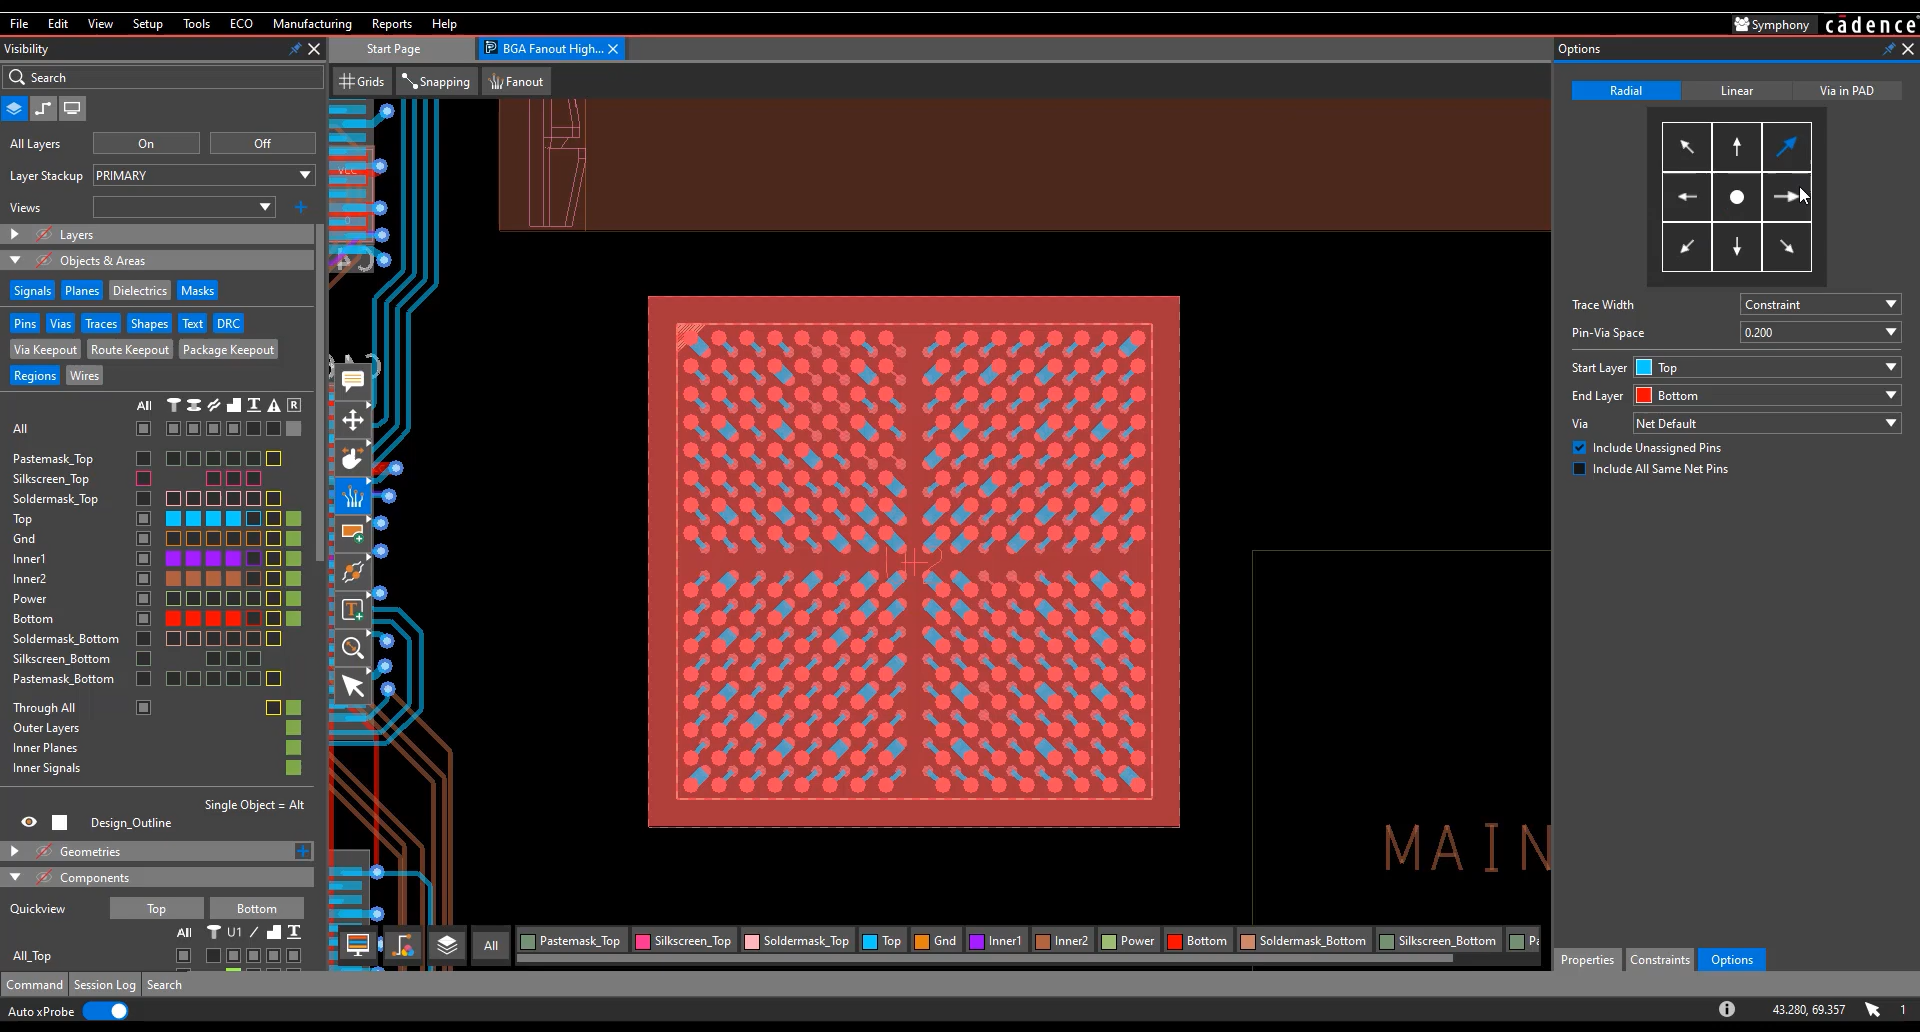 File Edit View Setup Tools ECO Manufacturing Reports Help
Symphony cādence
Visibility
Start Page
BGA Fanout High...
Options
Search
Grids Snapping Fanout
Radial Linear Via in PAD
All Layers On Off
Layer Stackup PRIMARY
Views
Layers
Objects & Areas
Signals Planes Dielectrics Masks
Pins Vias Traces Shapes Text DRC
Via Keepout Route Keepout Package Keepout
Regions Wires
All R
All
Pastemask_Top
Silkscreen_Top
Soldermask_Top
Top
Gnd
Inner1
Inner2
Power
Bottom
Soldermask_Bottom
Silkscreen_Bottom
Pastemask_Bottom
Through All
Outer Layers
Inner Planes
Inner Signals
Single Object = Alt
Design_Outline
Geometries
Components
Quickview Top Bottom
All U1
All_Top
VCC
MAIN
Trace Width Constraint
Pin-Via Space 0.200
Start Layer Top
End Layer Bottom
Via Net Default
Include Unassigned Pins
Include All Same Net Pins
All Pastemask_Top Silkscreen_Top Soldermask_Top Top Gnd Inner1 Inner2 Power Bottom Soldermask_Bottom Silkscreen_Bottom
Properties Constraints Options
Command Session Log Search
Auto xProbe
43.280, 69.357 1